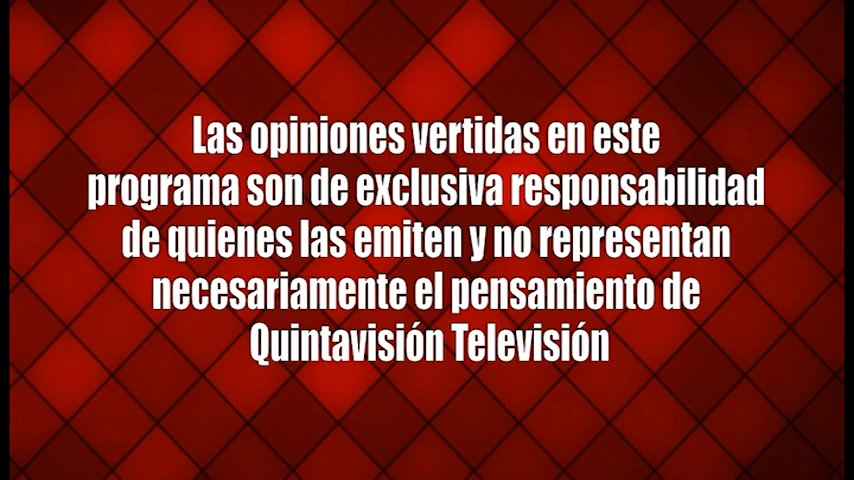 Las opiniones vertidas en este
programa son de exclusiva responsabilidad
de quienes las emiten y no representan
necesariamente el pensamiento de
Quintavisión Televisión